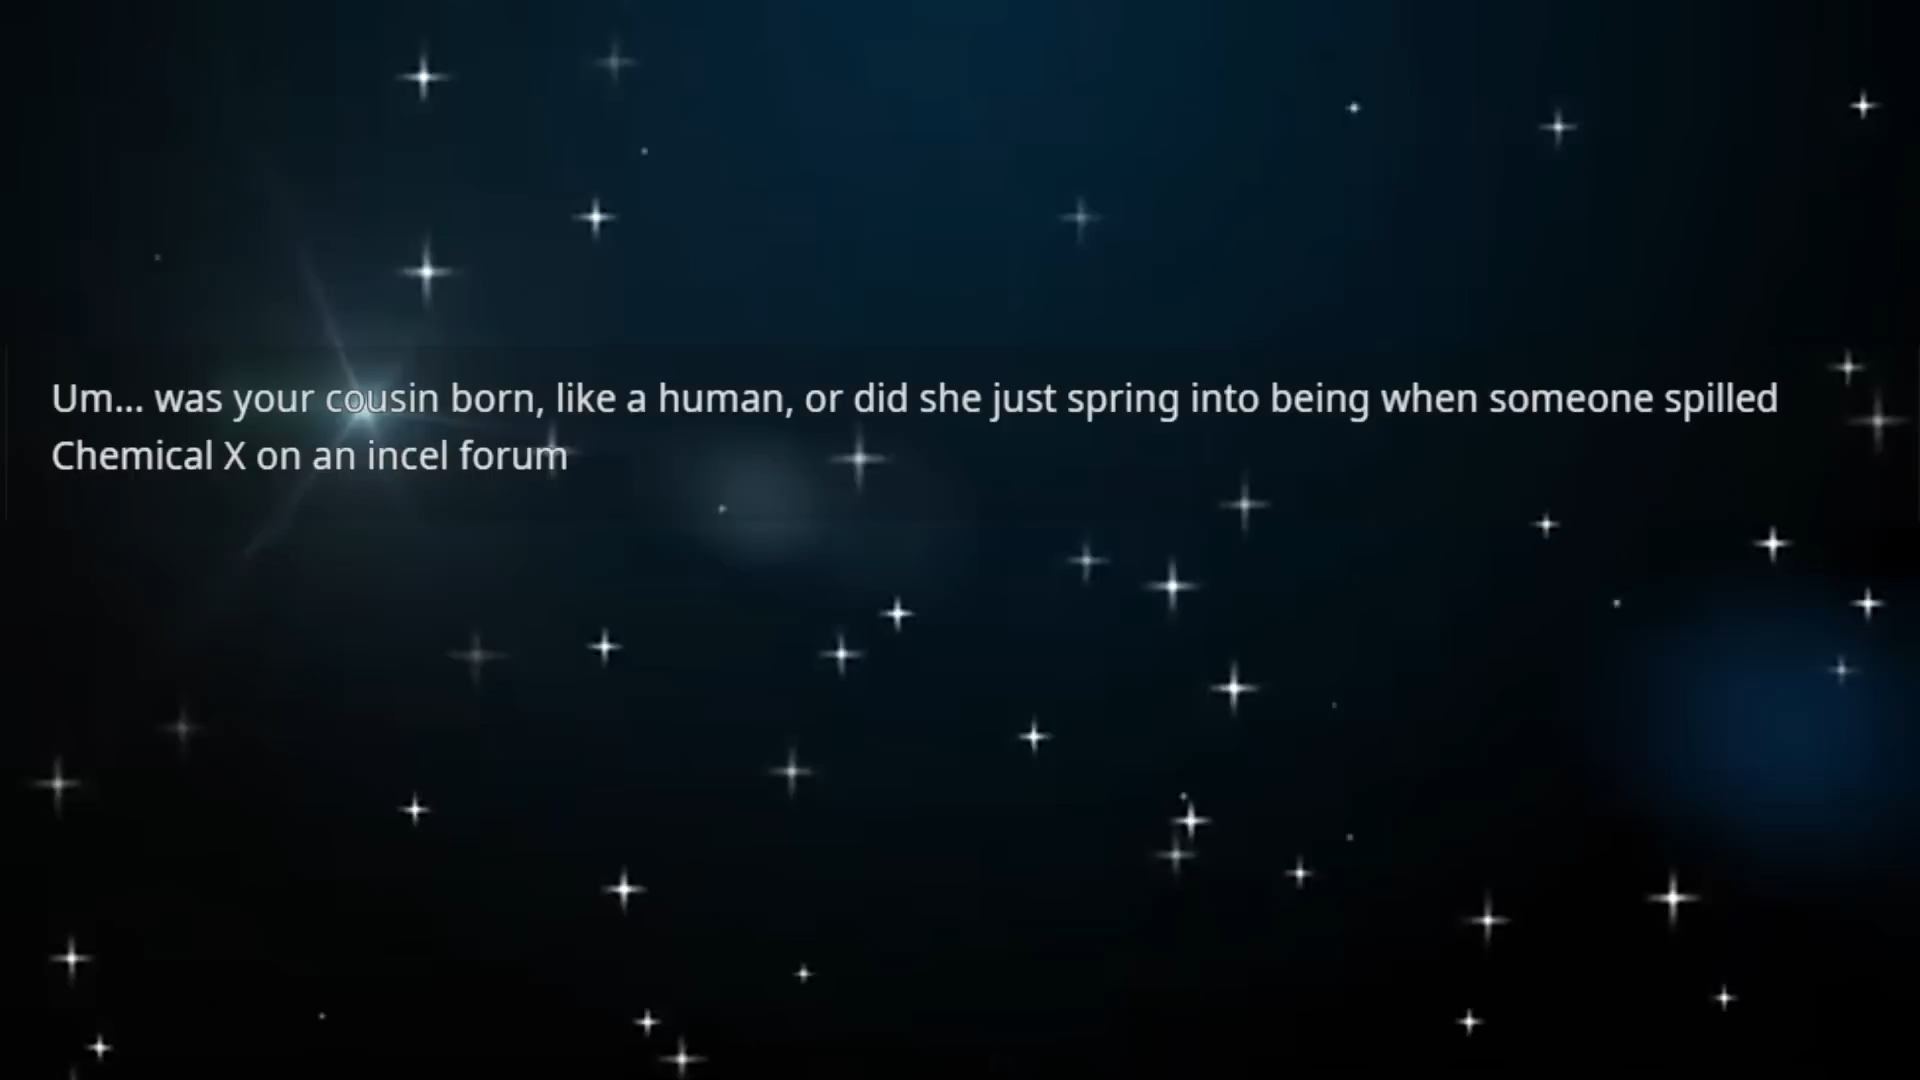 Um... was your cousin born, like a human, or did she just spring into being when someone spilled
Chemical X on an incel forum